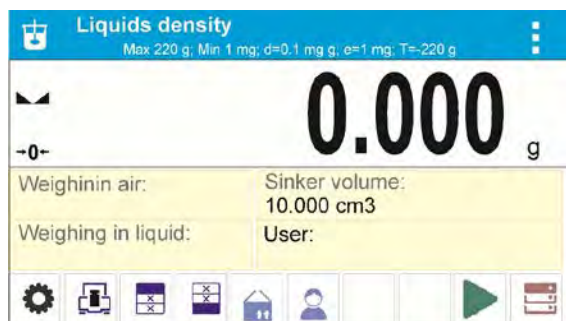 Liquids density
Max 220 g; Min 1 mg; d=0.1 mg g; e=1 mg; T=-220 g
0.000 g
→0←
Weighinin air:
Sinker volume:
10.000 cm3
Weighing in liquid:
User: